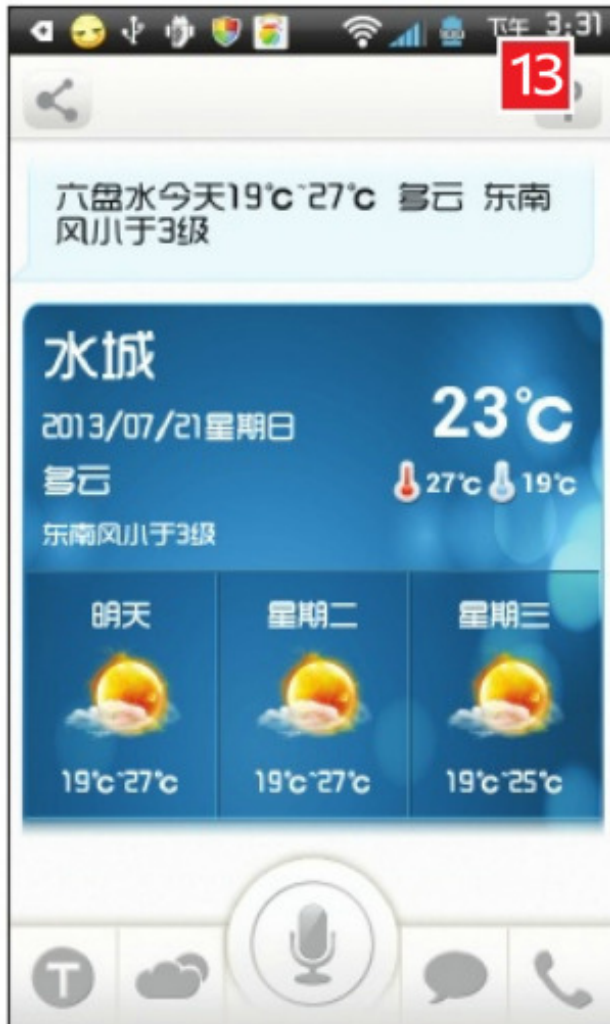 下午 3:31
13
六盘水今天19℃~27℃ 多云 东南
风小于3级
水城
23℃
2013/07/21星期日
多云
27℃ 19℃
东南风小于3级
明天 星期二 星期三
19℃~27℃ 19℃~27℃ 19℃~25℃
T